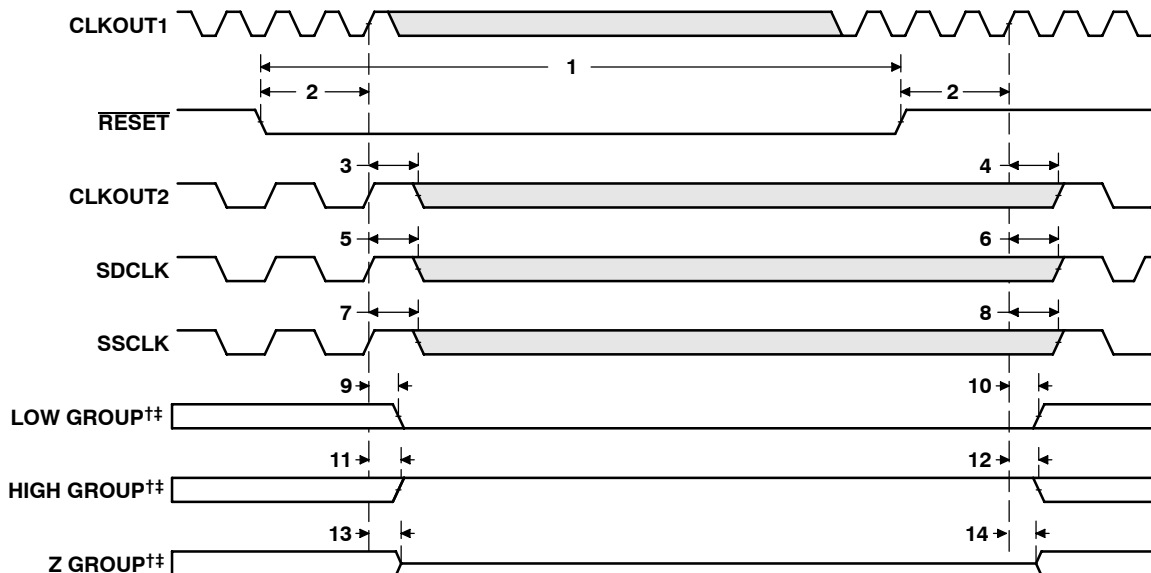 CLKOUT1
1
2 2
RESET
3 4
CLKOUT2
5 6
SDCLK
7 8
SSCLK
9 10
LOW GROUP†‡
11 12
HIGH GROUP†‡
13 14
Z GROUP†‡